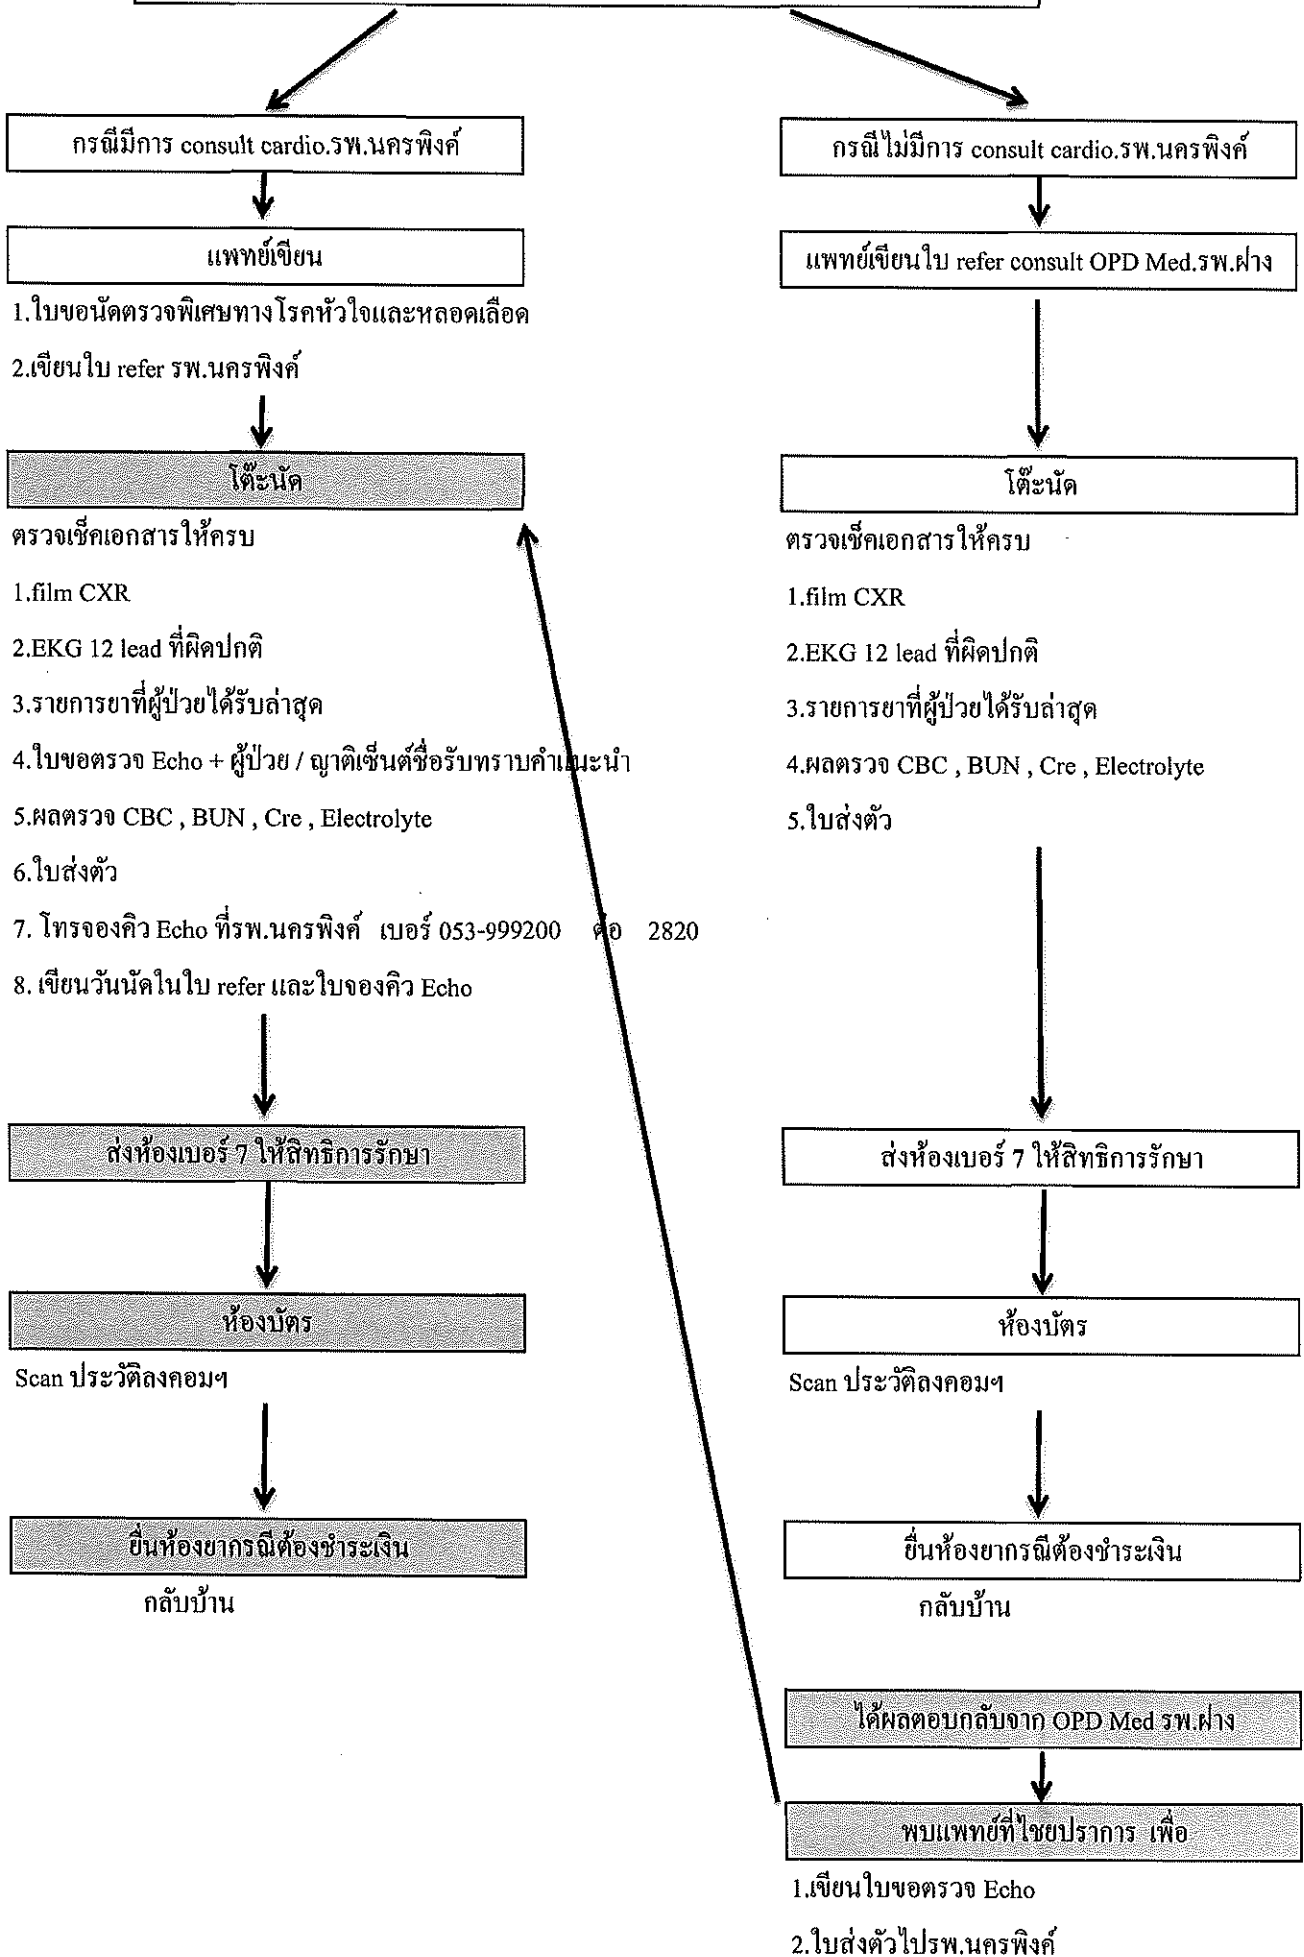 กรณีมีการ consult cardio.รพ.นครพิงค์
แพทย์เขียน
1.ใบขอนัดตรวจพิเศษทางโรคหัวใจและหลอดเลือด
2.เขียนใบ refer รพ.นครพิงค์
โต๊ะนัด
ตรวจเช็คเอกสารให้ครบ
1.film CXR
2.EKG 12 lead ที่ผิดปกติ
3.รายการยาที่ผู้ป่วยได้รับล่าสุด
4.ใบขอตรวจ Echo + ผู้ป่วย / ญาติเซ็นต์ชื่อรับทราบคำแนะนำ
5.ผลตรวจ CBC , BUN , Cre , Electrolyte
6.ใบส่งตัว
7. โทรจองคิว Echo ที่รพ.นครพิงค์ เบอร์ 053-999200 ต่อ 2820
8. เขียนวันนัดในใบ refer และใบจองคิว Echo
ส่งห้องเบอร์ 7 ให้สิทธิการรักษา
ห้องบัตร
Scan ประวัติลงคอมฯ
ยื่นห้องยากรณีต้องชำระเงิน
กลับบ้าน
กรณีไม่มีการ consult cardio.รพ.นครพิงค์
แพทย์เขียนใบ refer consult OPD Med.รพ.ฝาง
โต๊ะนัด
ตรวจเช็คเอกสารให้ครบ
1.film CXR
2.EKG 12 lead ที่ผิดปกติ
3.รายการยาที่ผู้ป่วยได้รับล่าสุด
4.ผลตรวจ CBC , BUN , Cre , Electrolyte
5.ใบส่งตัว
ส่งห้องเบอร์ 7 ให้สิทธิการรักษา
ห้องบัตร
Scan ประวัติลงคอมฯ
ยื่นห้องยากรณีต้องชำระเงิน
กลับบ้าน
ได้ผลตอบกลับจาก OPD Med รพ.ฝาง
พบแพทย์ที่ไชยปราการ เพื่อ
1.เขียนใบขอตรวจ Echo
2.ใบส่งตัวไปรพ.นครพิงค์